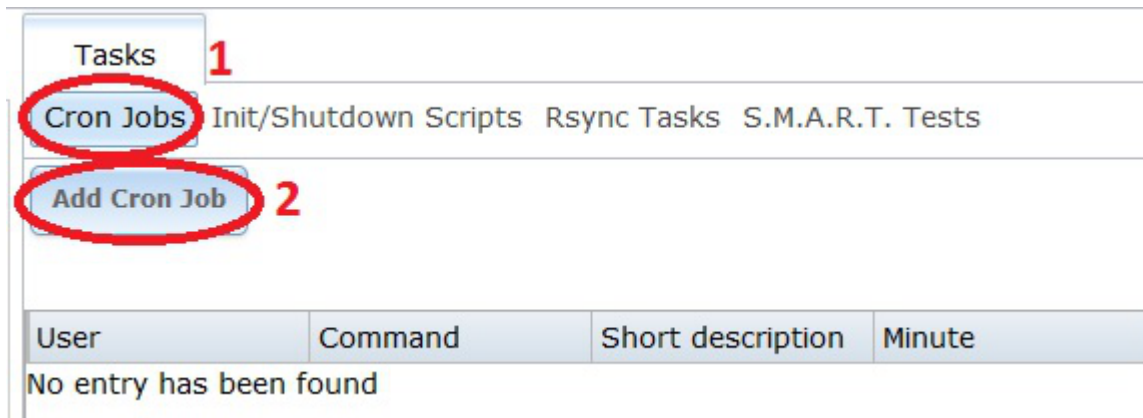 Tasks 1
Cron Jobs Init/Shutdown Scripts Rsync Tasks S.M.A.R.T. Tests
Add Cron Job 2
User Command Short description Minute
No entry has been found